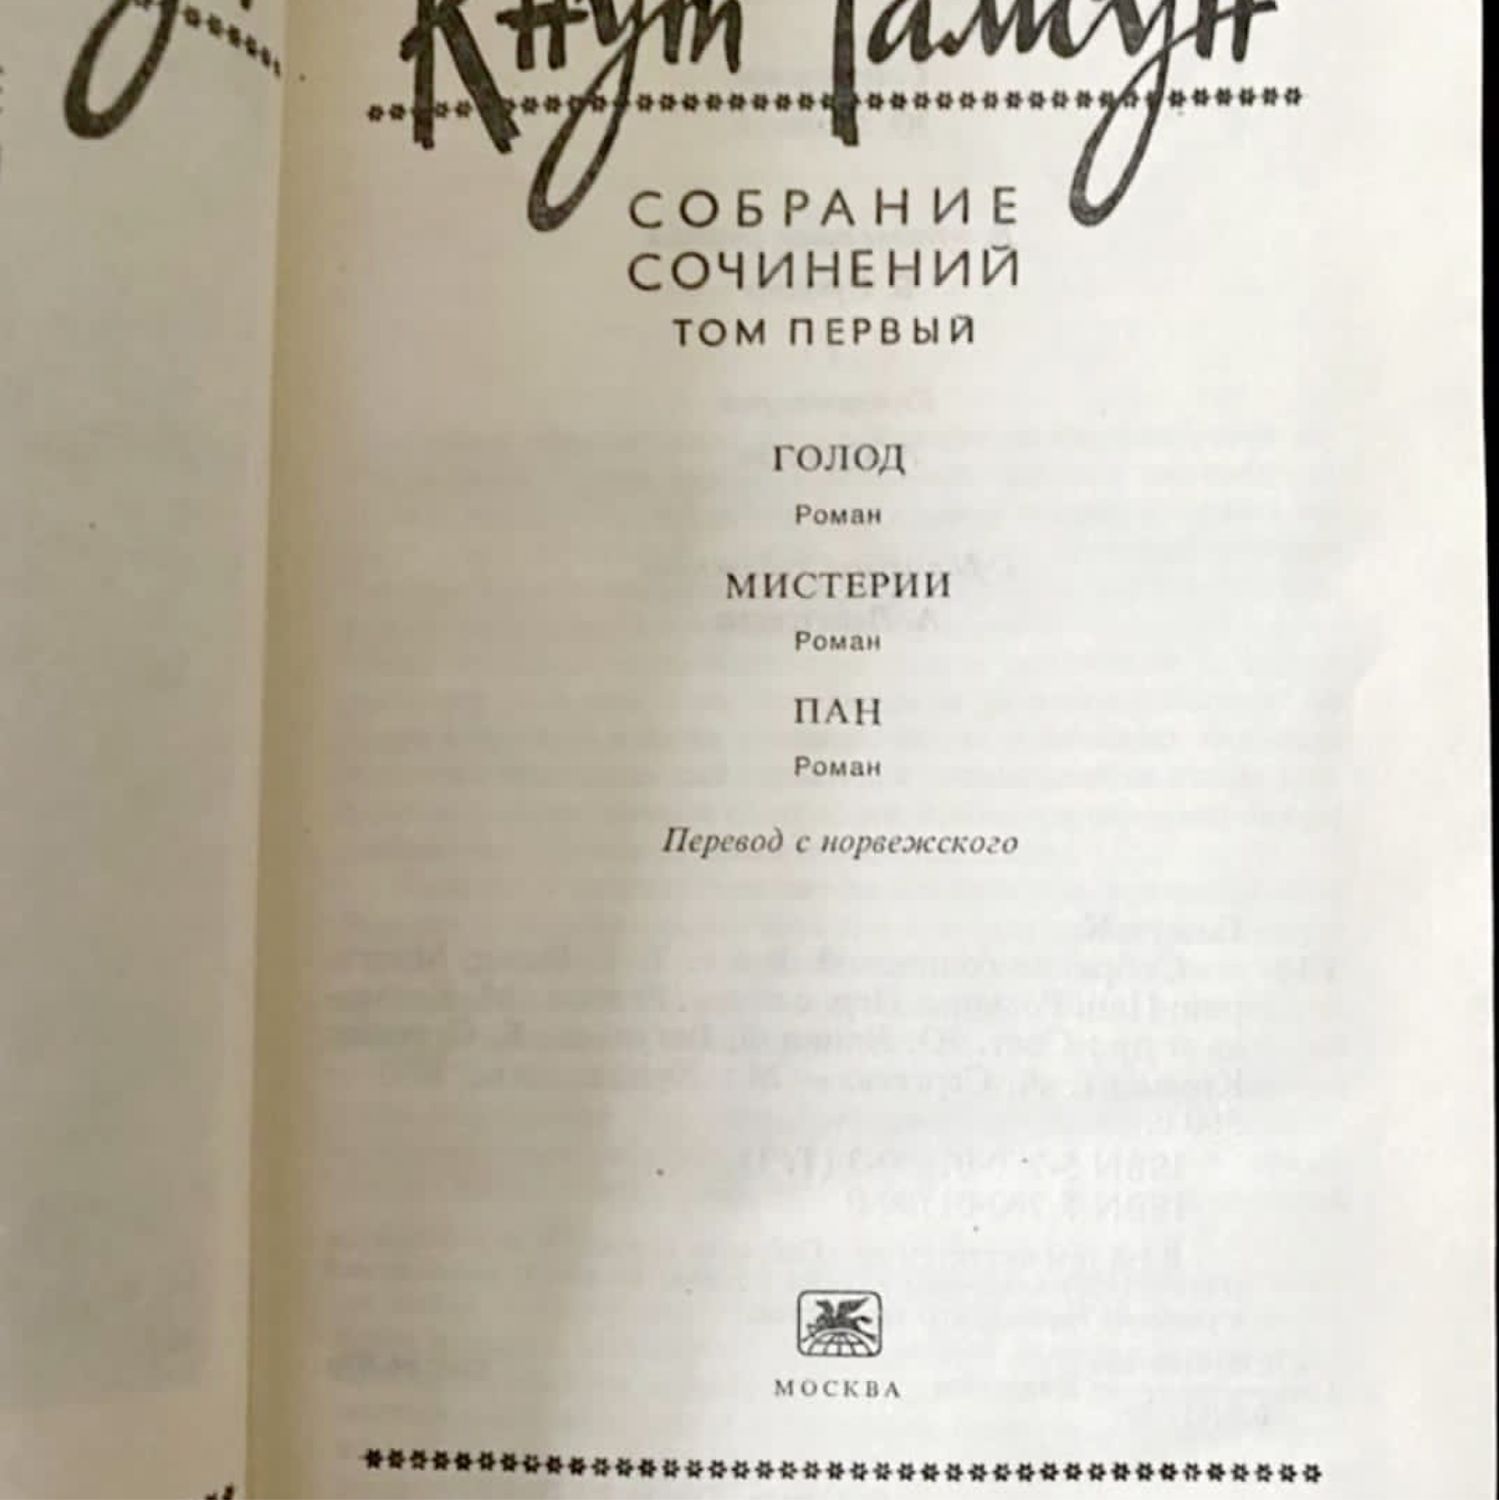 Кнут Гамсун
СОБРАНИЕ
СОЧИНЕНИЙ
ТОМ ПЕРВЫЙ
ГОЛОД
Роман
МИСТЕРИИ
Роман
ПАН
Роман
Перевод с норвежского
МОСКВА